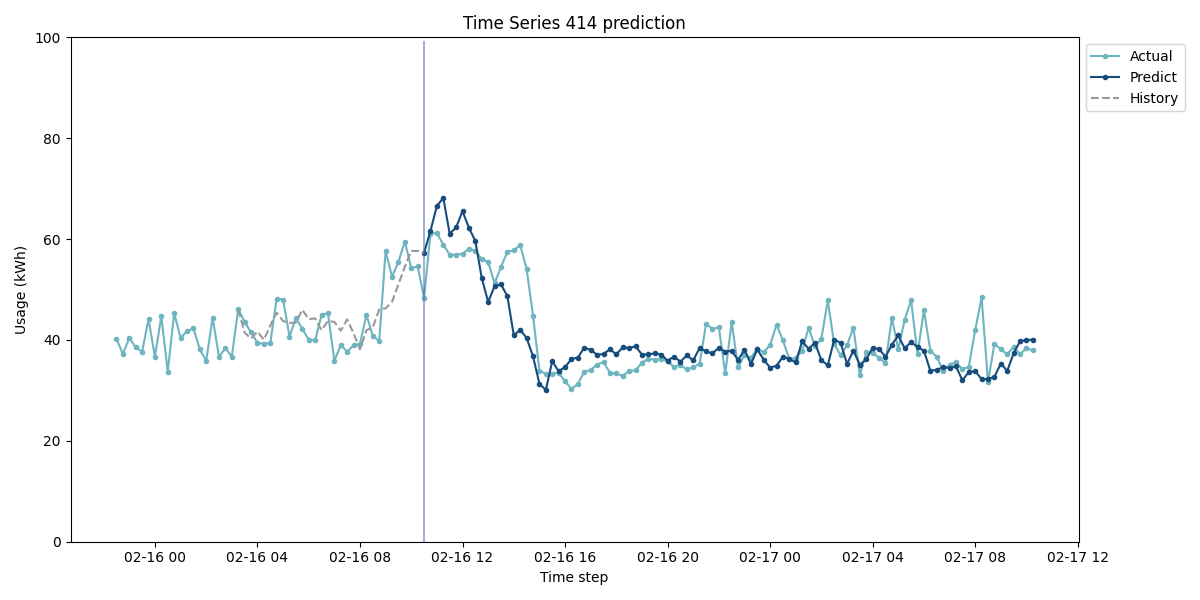 Time Series 414 prediction
100
80
60
40
20
0
Usage (kWh)
02-16 00
02-16 04
02-16 08
02-16 12
02-16 16
02-16 20
02-17 00
02-17 04
02-17 08
02-17 12
Time step
Actual
Predict
History